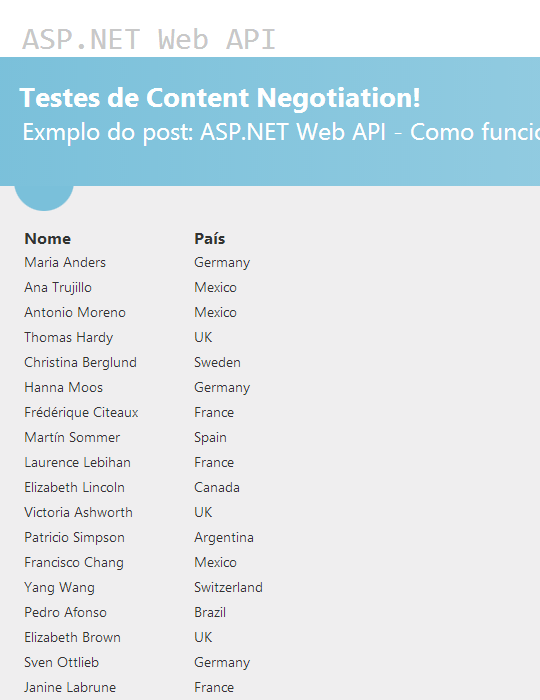 ASP.NET Web API
Testes de Content Negotiation!
Exmplo do post: ASP.NET Web API - Como
Nome País
Maria Anders Germany
Ana Trujillo Mexico
Antonio Moreno Mexico
Thomas Hardy UK
Christina Berglund Sweden
Hanna Moos Germany
Frédérique Citeaux France
Martín Sommer Spain
Laurence Lebihan France
Elizabeth Lincoln Canada
Victoria Ashworth UK
Patricio Simpson Argentina
Francisco Chang Mexico
Yang Wang Switzerland
Pedro Afonso Brazil
Elizabeth Brown UK
Sven Ottlieb Germany
Janine Labrune France